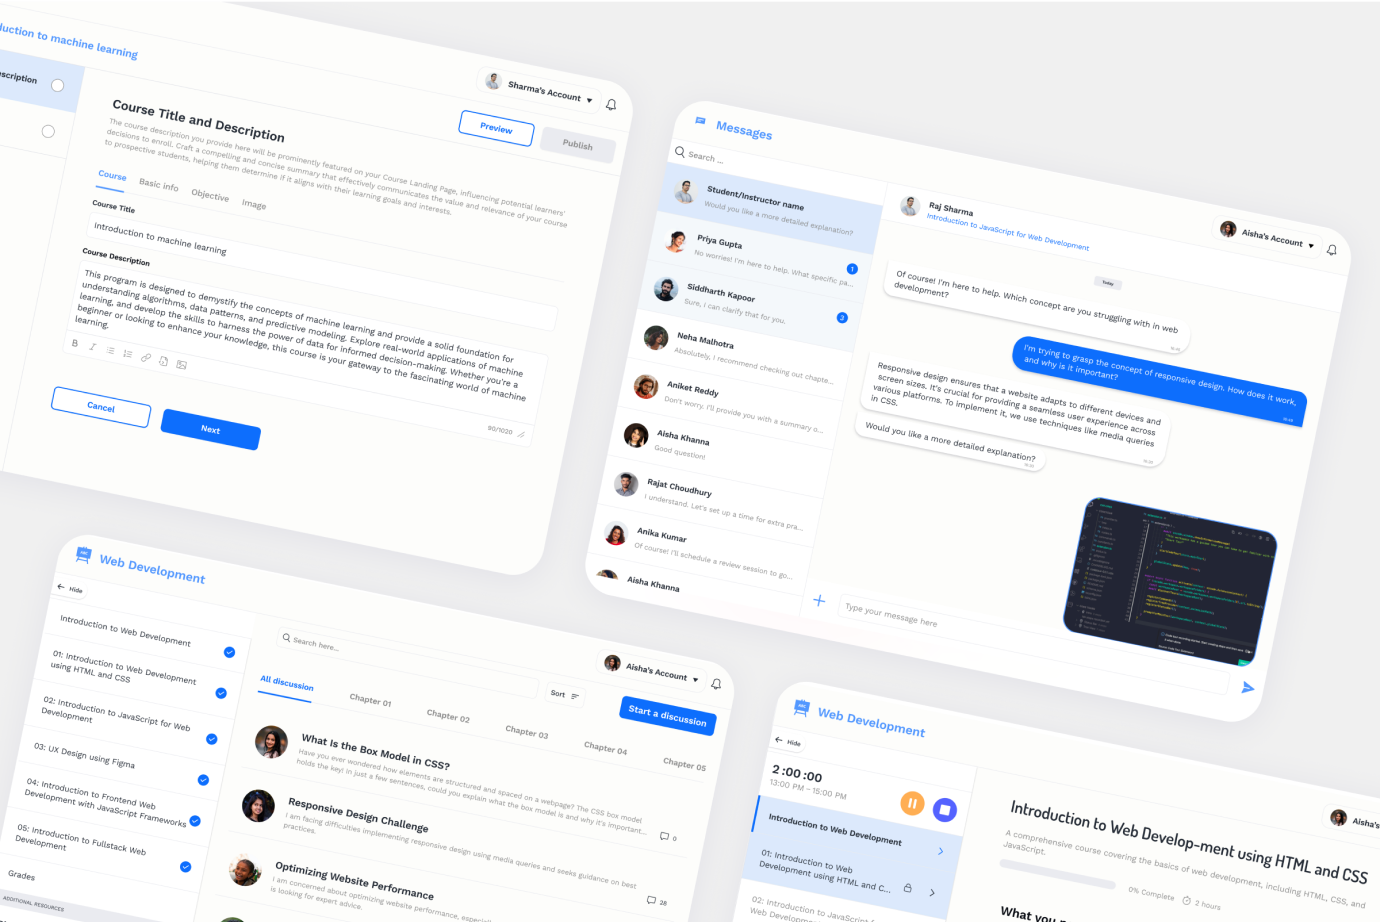 duction to machine learning
escription
Sharma's Account
Course Title and Description
The course description you provide here will be prominently featured on your Course Landing Page, influencing potential learners'
decisions to enroll. Craft a compelling and concise summary that effectively communicates the value and relevance of your course
to prospective students, helping them determine if it aligns with their learning goals and interests.
Preview
Publish
Course
Basic info
Objective
Image
Course Title
Introduction to machine learning
Course Description
This program is designed to demystify the concepts of machine learning and provide a solid foundation for
understanding algorithms, data patterns, and predictive modeling. Explore real-world applications of machine
learning, and develop the skills to harness the power of data for informed decision-making. Whether you're a
beginner or looking to enhance your knowledge, this course is your gateway to the fascinating world of machine
learning.
B I
90/1020
Cancel
Next
Messages
Search ...
Student/Instructor name
Would you like a more detailed explanation?
Priya Gupta
No worries! I'm here to help. What specific pa...
1
Siddharth Kapoor
Sure, I can clarify that for you.
3
Neha Malhotra
Absolutely, I recommend checking out chapte...
Aniket Reddy
Don't worry. I'll provide you with a summary o...
Aisha Khanna
Good question!
Rajat Choudhury
I understand. Let's set up a time for extra pra...
Anika Kumar
Of course! I'll schedule a review session to go...
Aisha Khanna
Raj Sharma
Introduction to JavaScript for Web Development
Aisha's Account
Today
Of course! I'm here to help. Which concept are you struggling with in web
development?
I'm trying to grasp the concept of responsive design. How does it work,
and why is it important?
Responsive design ensures that a website adapts to different devices and
screen sizes. It's crucial for providing a seamless user experience across
various platforms. To implement it, we use techniques like media queries
in CSS.
Would you like a more detailed explanation?
Type your message here
Web Development
Hide
Introduction to Web Development
01: Introduction to Web Development
using HTML and CSS
02: Introduction to JavaScript for Web
Development
03: UX Design using Figma
04: Introduction to Frontend Web
Development with JavaScript Frameworks
05: Introduction to Fullstack Web
Development
Grades
ADDITIONAL RESOURCES
Search here...
Aisha's Account
All discussion
Chapter 01
Chapter 02
Chapter 03
Chapter 04
Chapter 05
Sort
Start a discussion
What Is the Box Model in CSS?
Have you ever wondered how elements are structured and spaced on a webpage? The CSS box model
holds the key! In just a few sentences, could you explain what the box model is and why it's important...
0
Responsive Design Challenge
I am facing difficulties implementing responsive design using media queries and seeks guidance on best
practices.
28
Optimizing Website Performance
I am concerned about optimizing website performance, especial
is looking for expert advice.
Web Development
Hide
2:00:00
13:00 PM – 15:00 PM
Introduction to Web Development
01: Introduction to Web
Development using HTML and C...
02: Introduction to JavaScript for
Web Development
Aisha's
Introduction to Web Develop-ment using HTML and CSS
A comprehensive course covering the basics of web development, including HTML, CSS, and
JavaScript.
0% Complete
2 hours
What you